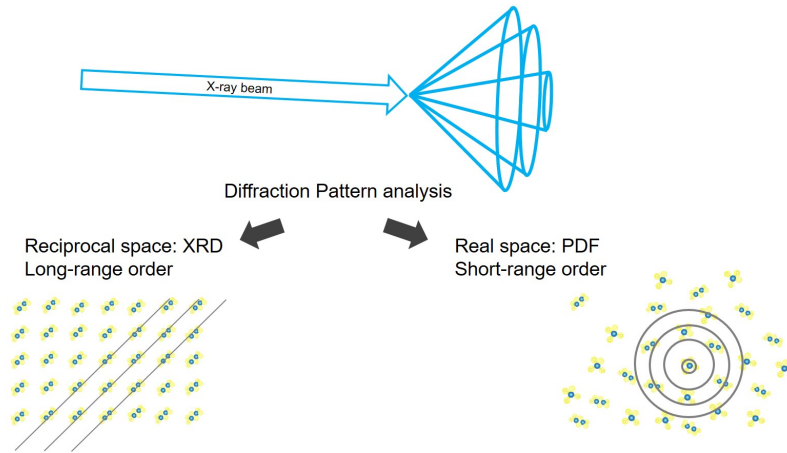 X-ray beam
Diffraction Pattern analysis
Reciprocal space: XRD
Long-range order
Real space: PDF
Short-range order